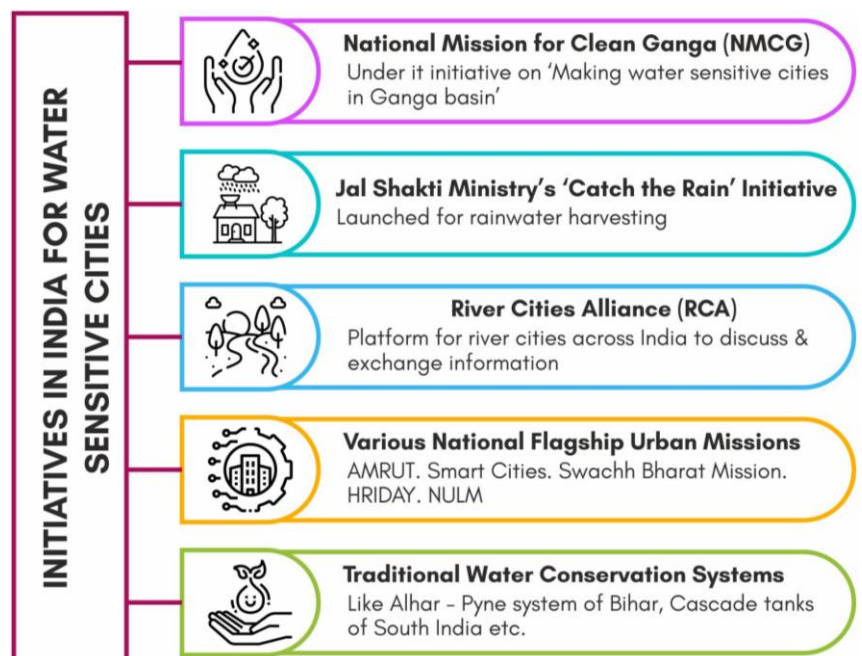 INITIATIVES IN INDIA FOR WATER
SENSITIVE CITIES
National Mission for Clean Ganga (NMCG)
Under it initiative on ‘Making water sensitive cities
in Ganga basin’
Jal Shakti Ministry’s ‘Catch the Rain’ Initiative
Launched for rainwater harvesting
River Cities Alliance (RCA)
Platform for river cities across India to discuss &
exchange information
Various National Flagship Urban Missions
AMRUT. Smart Cities. Swachh Bharat Mission.
HRIDAY. NULM
Traditional Water Conservation Systems
Like Alhar - Pyne system of Bihar, Cascade tanks
of South India etc.